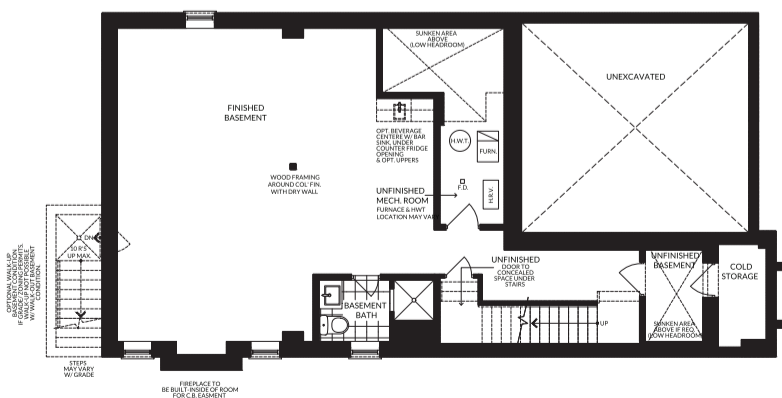 SUNKEN AREA
ABOVE
(LOW HEADROOM)
UNEXCAVATED
FINISHED
BASEMENT
OPT. BEVERAGE
CENTERE W/ BAR
SINK, UNDER
COUNTER FRIDGE
OPENING
& OPT. UPPERS
H.W.T.
FURN.
F.D.
H.R.V.
WOOD FRAMING
AROUND COL' FIN.
WITH DRY WALL
UNFINISHED
MECH. ROOM
FURNACE & HWT
LOCATION MAY VARY
DN
10 R'S
UP MAX.
OPTIONAL WALK-UP
BASEMENT CONDITION
IF GRADE/ZONING PERMITS.
WALK-UP NOT POSSIBLE
W/ WALK-OUT BASEMENT
CONDITION.
UNFINISHED
DOOR TO
CONCEALED
SPACE UNDER
STAIRS
UNFINISHED
BASEMENT
COLD
STORAGE
BASEMENT
BATH
UP
SUNKEN AREA
ABOVE IF REQ.
(LOW HEADROOM)
STEPS
MAY VARY
W/ GRADE
FIREPLACE TO
BE BUILT-INSIDE OF ROOM
FOR C.B. EASMENT